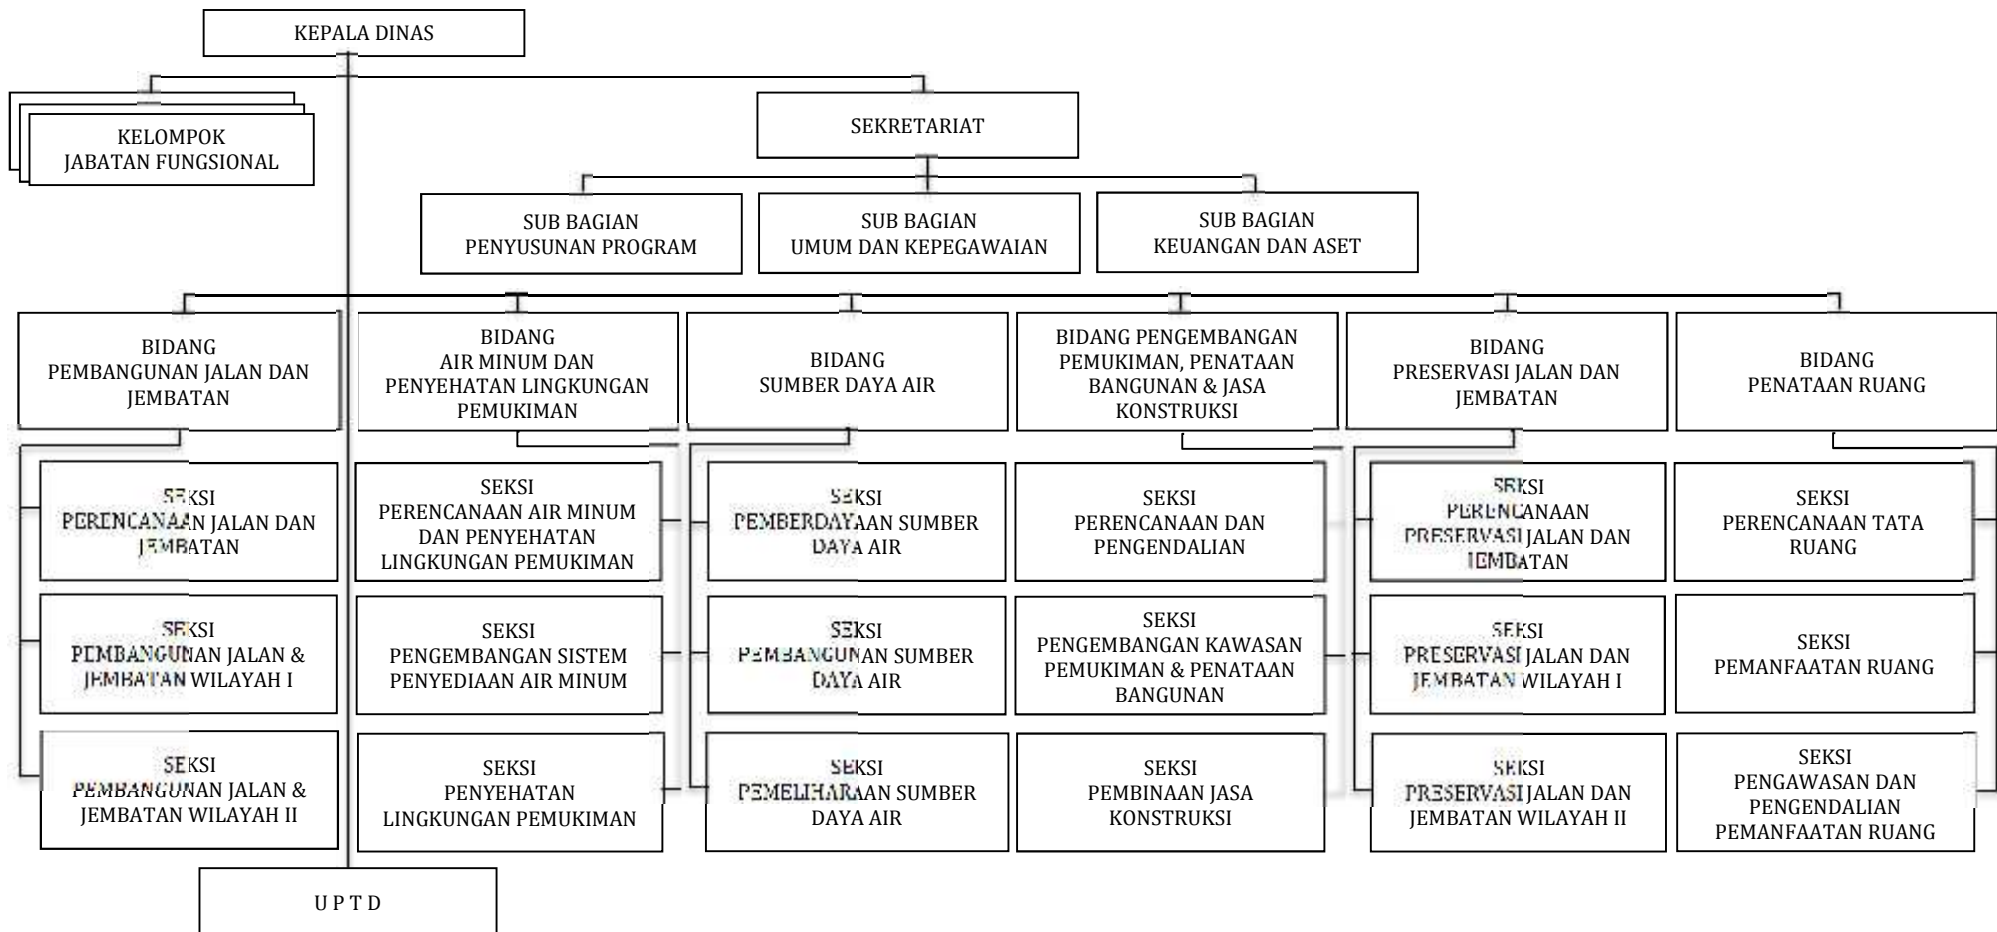 KEPALA DINAS
KELOMPOK
JABATAN FUNGSIONAL
SEKRETARIAT
SUB BAGIAN
PENYUSUNAN PROGRAM
SUB BAGIAN
UMUM DAN KEPEGAWAIAN
SUB BAGIAN
KEUANGAN DAN ASET
BIDANG
PEMBANGUNAN JALAN DAN
JEMBATAN
BIDANG
AIR MINUM DAN
PENYEHATAN LINGKUNGAN
PEMUKIMAN
BIDANG
SUMBER DAYA AIR
BIDANG PENGEMBANGAN
PEMUKIMAN, PENATAAN
BANGUNAN & JASA
KONSTRUKSI
BIDANG
PRESERVASI JALAN DAN
JEMBATAN
BIDANG
PENATAAN RUANG
SEKSI
PERENCANAAN JALAN DAN
JEMBATAN
SEKSI
PERENCANAAN AIR MINUM
DAN PENYEHATAN
LINGKUNGAN PEMUKIMAN
SEKSI
PEMBERDAYAAN SUMBER
DAYA AIR
SEKSI
PERENCANAAN DAN
PENGENDALIAN
SEKSI
PERENCANAAN
PRESERVASI JALAN DAN
JEMBATAN
SEKSI
PERENCANAAN TATA
RUANG
SEKSI
PEMBANGUNAN JALAN &
JEMBATAN WILAYAH I
SEKSI
PENGEMBANGAN SISTEM
PENYEDIAAN AIR MINUM
SEKSI
PEMBANGUNAN SUMBER
DAYA AIR
SEKSI
PENGEMBANGAN KAWASAN
PEMUKIMAN & PENATAAN
BANGUNAN
SEKSI
PRESERVASI JALAN DAN
JEMBATAN WILAYAH I
SEKSI
PEMANFAATAN RUANG
SEKSI
PEMBANGUNAN JALAN &
JEMBATAN WILAYAH II
SEKSI
PENYEHATAN
LINGKUNGAN PEMUKIMAN
SEKSI
PEMELIHARAAN SUMBER
DAYA AIR
SEKSI
PEMBINAAN JASA
KONSTRUKSI
SEKSI
PRESERVASI JALAN DAN
JEMBATAN WILAYAH II
SEKSI
PENGAWASAN DAN
PENGENDALIAN
PEMANFAATAN RUANG
U P T D